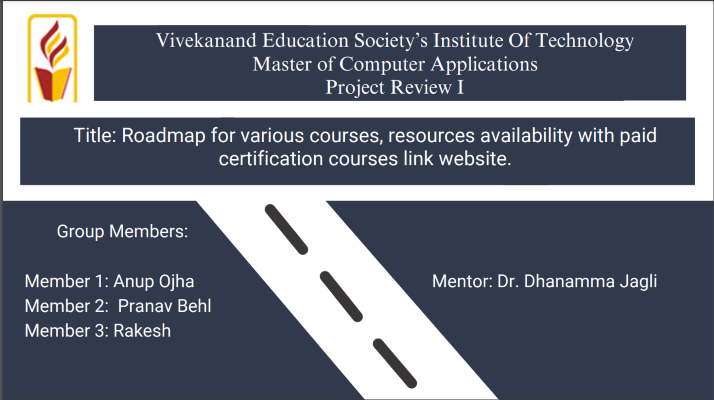 Vivekanand Education Society's Institute Of Technology
Master of Computer Applications
Project Review I
Title: Roadmap for various courses, resources availability with paid
certification courses link website.
Group Members:
Member 1: Anup Ojha
Member 2:  Pranav Behl
Member 3: Rakesh
Mentor: Dr. Dhanamma Jagli